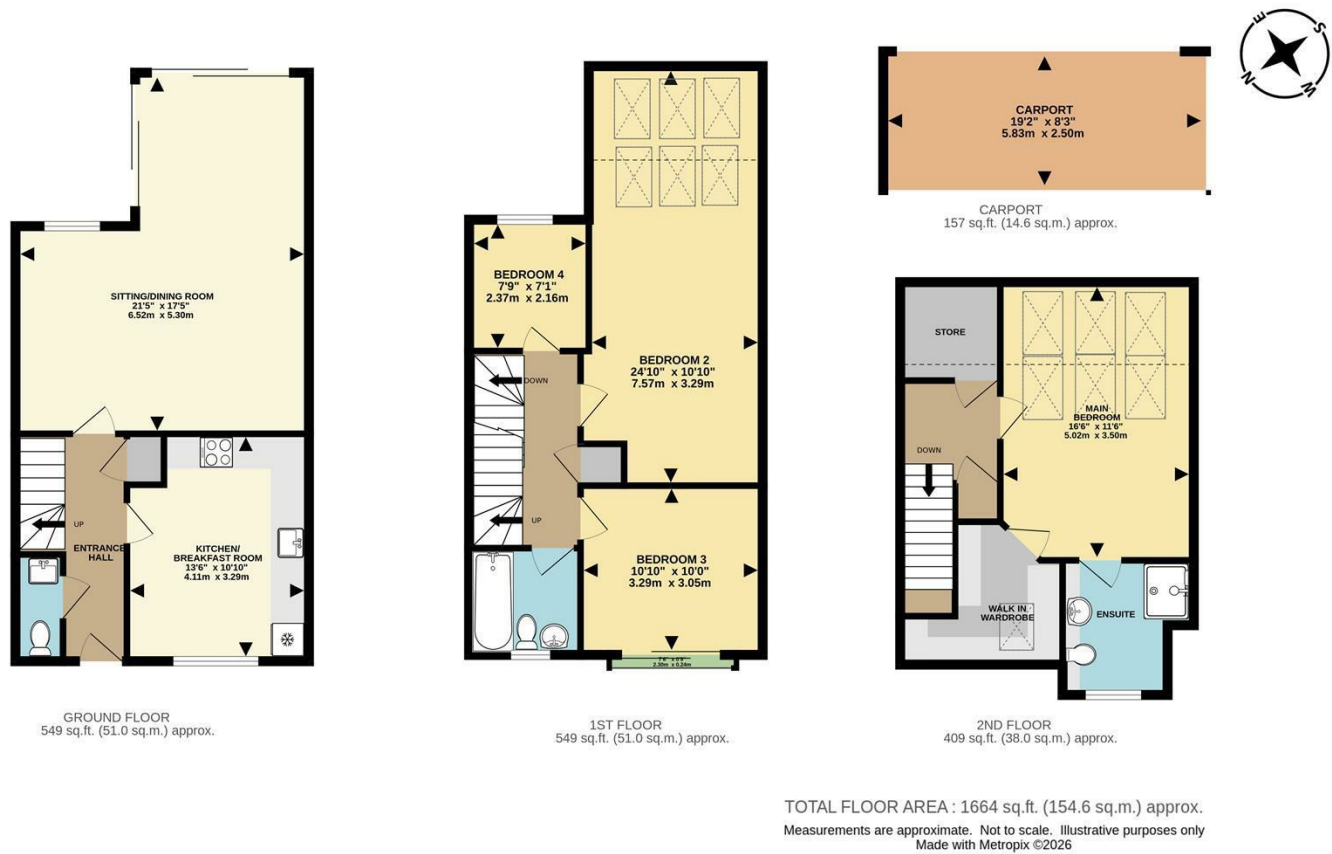 SITTING/DINING ROOM
21'5" x 17'5"
6.52m x 5.30m
UP
ENTRANCE
HALL
KITCHEN/
BREAKFAST ROOM
13'6" x 10'10"
4.11m x 3.29m
GROUND FLOOR
549 sq.ft. (51.0 sq.m.) approx.
BEDROOM 4
7'9" x 7'1"
2.37m x 2.16m
BEDROOM 2
24'10" x 10'10"
7.57m x 3.29m
DOWN
UP
BEDROOM 3
10'10" x 10'0"
3.29m x 3.05m
2.30m x 0.24m
1ST FLOOR
549 sq.ft. (51.0 sq.m.) approx.
CARPORT
19'2" x 8'3"
5.83m x 2.50m
CARPORT
157 sq.ft. (14.6 sq.m.) approx.
E
S
N
W
STORE
MAIN
BEDROOM
16'6" x 11'6"
5.02m x 3.50m
DOWN
WALK IN
WARDROBE
ENSUITE
2ND FLOOR
409 sq.ft. (38.0 sq.m.) approx.
TOTAL FLOOR AREA : 1664 sq.ft. (154.6 sq.m.) approx.
Measurements are approximate. Not to scale. Illustrative purposes only
Made with Metropix ©2026